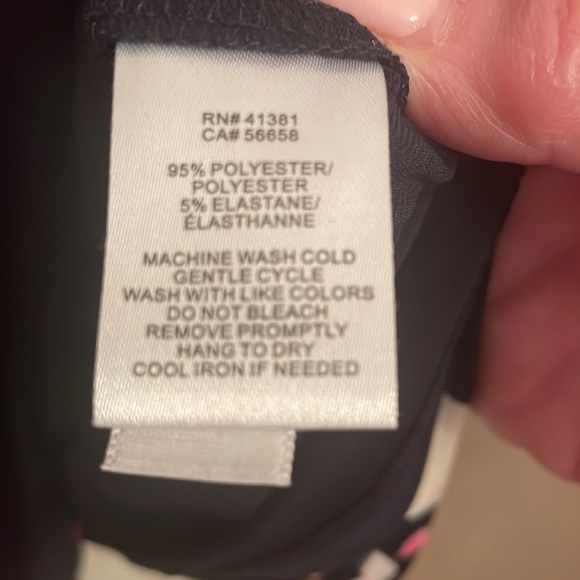 RN# 41381
CA# 56658
95% POLYESTER/
POLYESTER
5% ELASTANE/
ÉLASTHANNE
MACHINE WASH COLD
GENTLE CYCLE
WASH WITH LIKE COLORS
DO NOT BLEACH
REMOVE PROMPTLY
HANG TO DRY
COOL IRON IF NEEDED